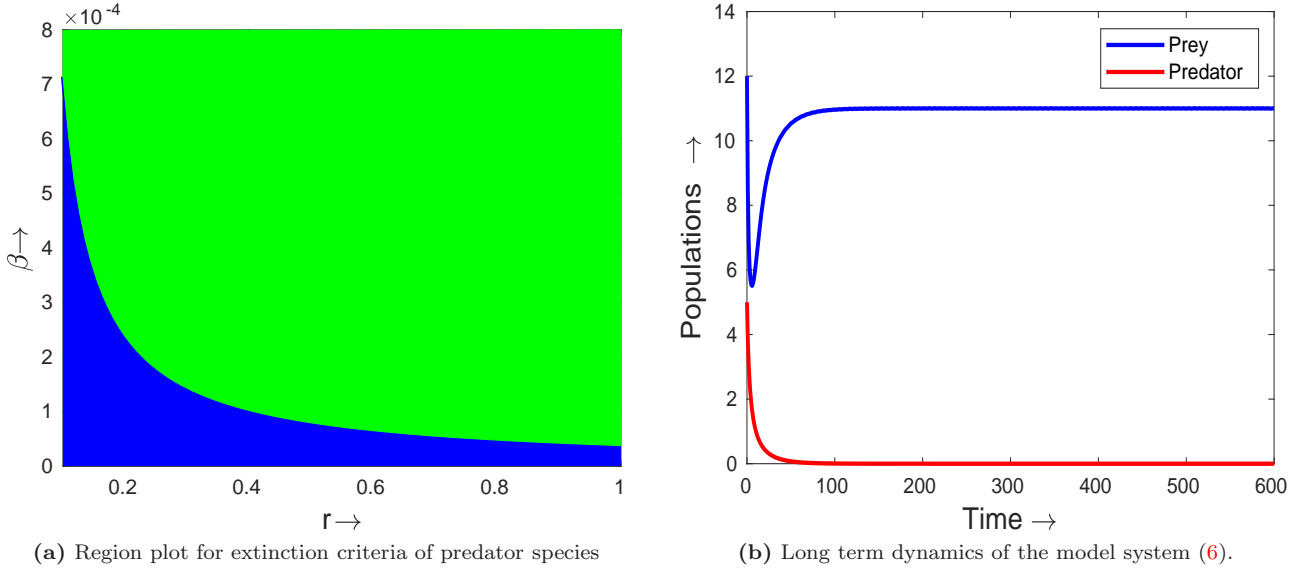 ×10⁻⁴
8
7
6
5
4
3
2
1
0
β→
0.2 0.4 0.6 0.8 1
r→
(a) Region plot for extinction criteria of predator species
14
12
10
8
6
4
2
0
Populations →
Prey
Predator
0 100 200 300 400 500 600
Time →
(b) Long term dynamics of the model system (6).